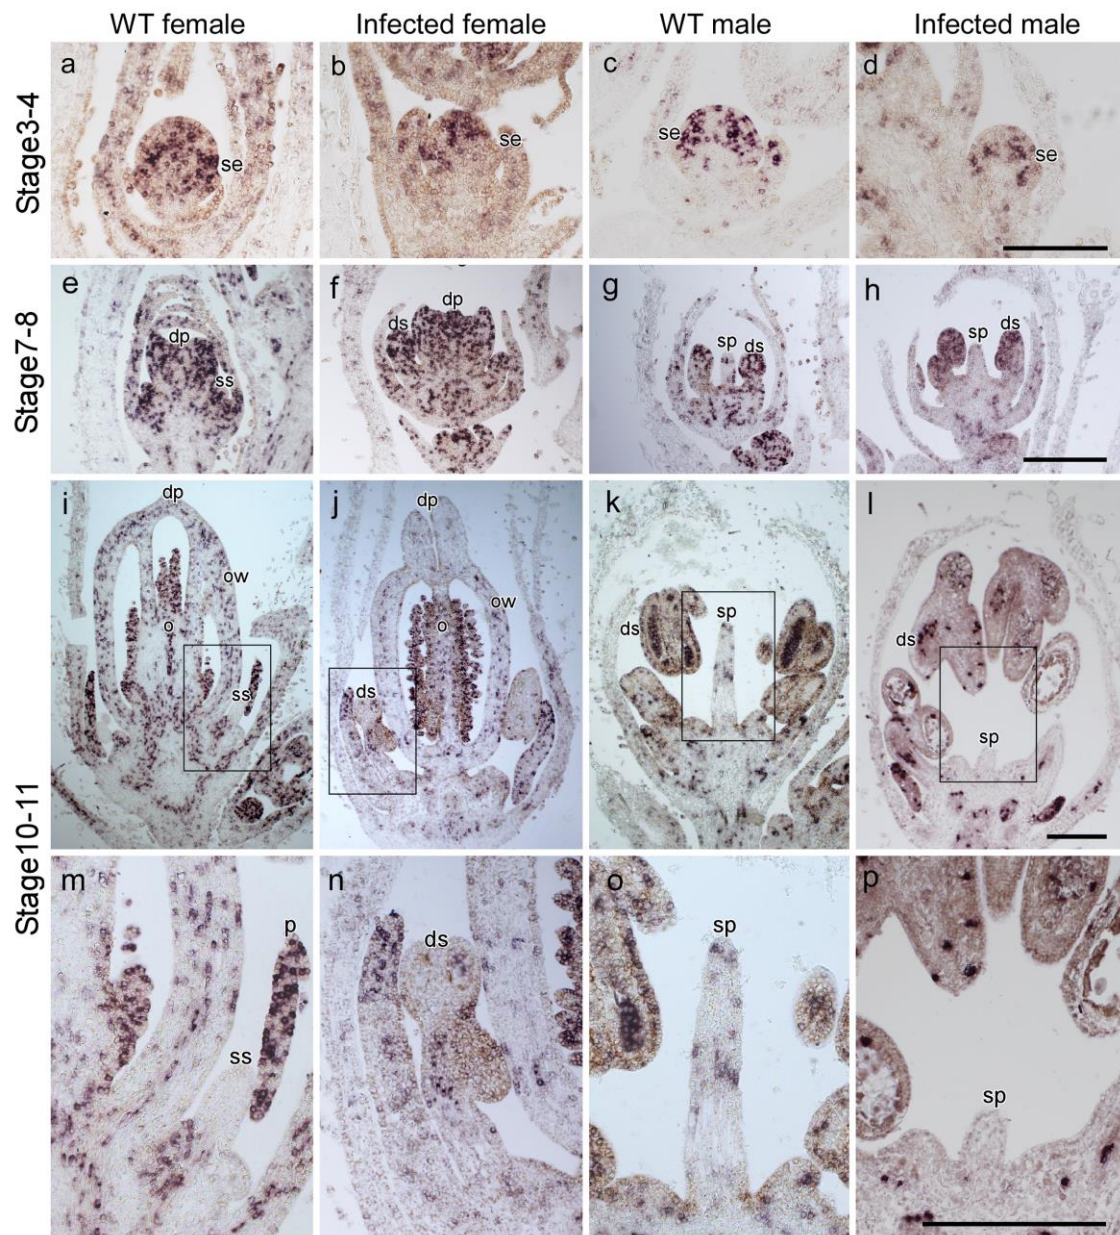 WT female Infected female WT male Infected male
Stage3-4
a b c d
se se se se
Stage7-8
e f g h
dp dp sp ds
ds ss sp ds
Stage10-11
i j k l
dp dp
ow ow sp
o o ds ds
ss ds sp
m n o p
p ds sp
ss sp